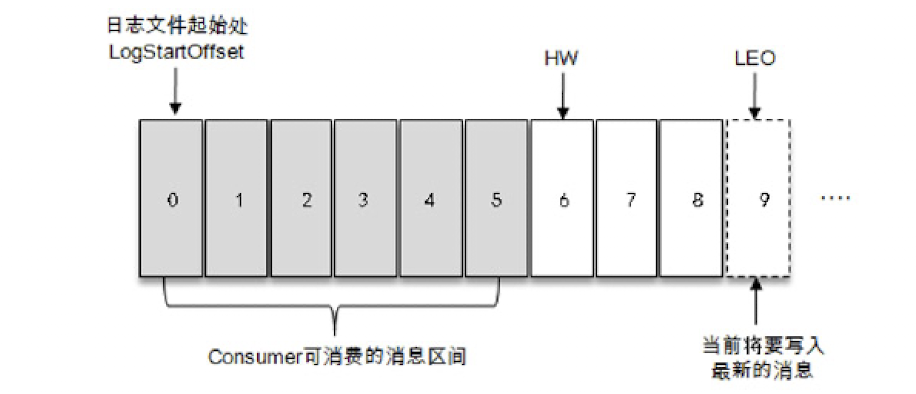 日志文件起始处
LogStartOffset
HW
LEO
0 1 2 3 4 5 6 7 8 9 ....
Consumer可消费的消息区间
当前将要写入
最新的消息